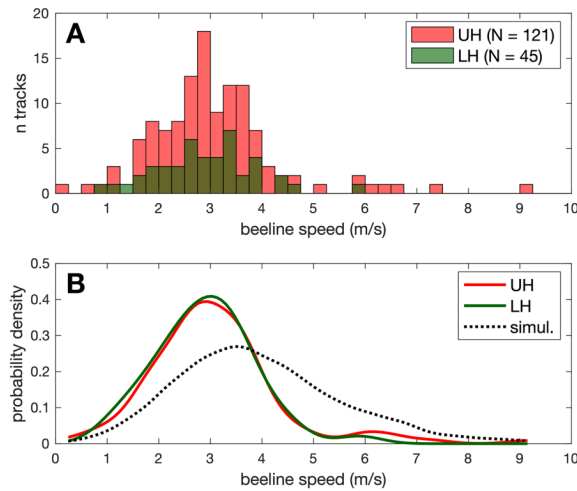 A
n tracks
20
15
10
5
0
UH (N = 121)
LH (N = 45)
0 1 2 3 4 5 6 7 8 9 10
beeline speed (m/s)
B
probability density
0.5
0.4
0.3
0.2
0.1
0
UH
LH
simul.
0 1 2 3 4 5 6 7 8 9 10
beeline speed (m/s)